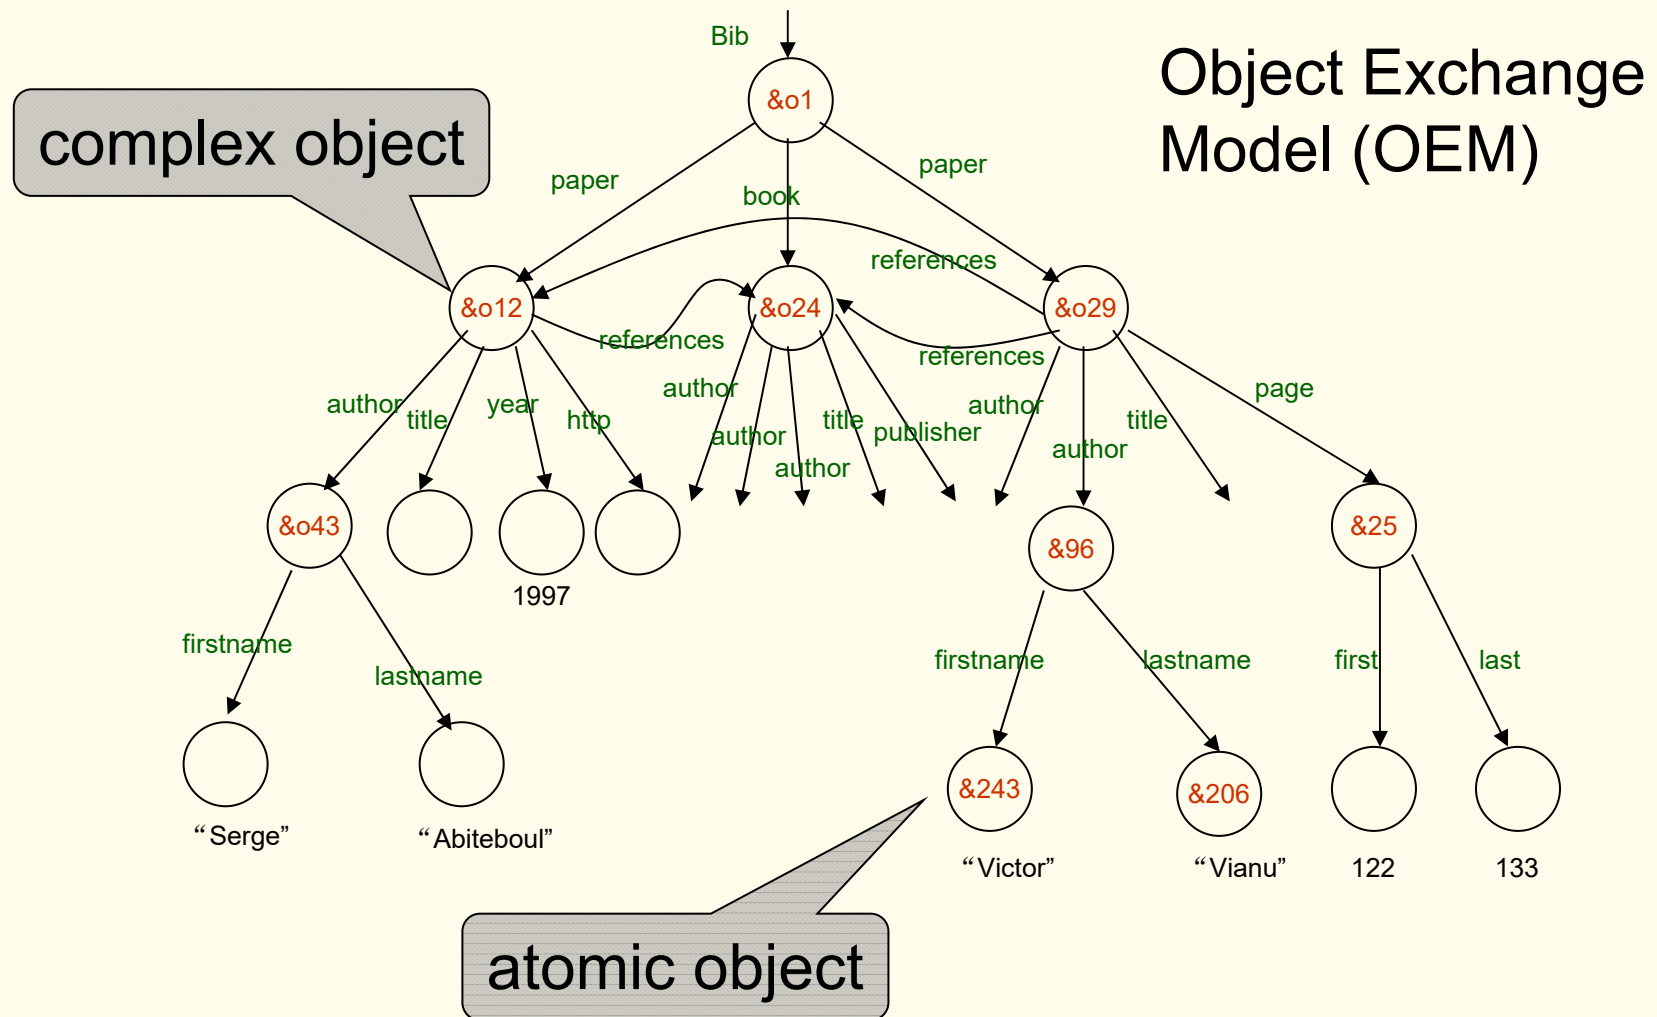 Bib
Object Exchange
Model (OEM)
&o1
complex object
paper
book
paper
references
&o12
&o24
&o29
references
references
author
title
year
http
author
author
author
title
publisher
author
author
title
page
&o43
&96
&25
1997
firstname
lastname
firstname
lastname
first
last
&243
&206
“Serge”
“Abiteboul”
“Victor”
“Vianu”
122
133
atomic object